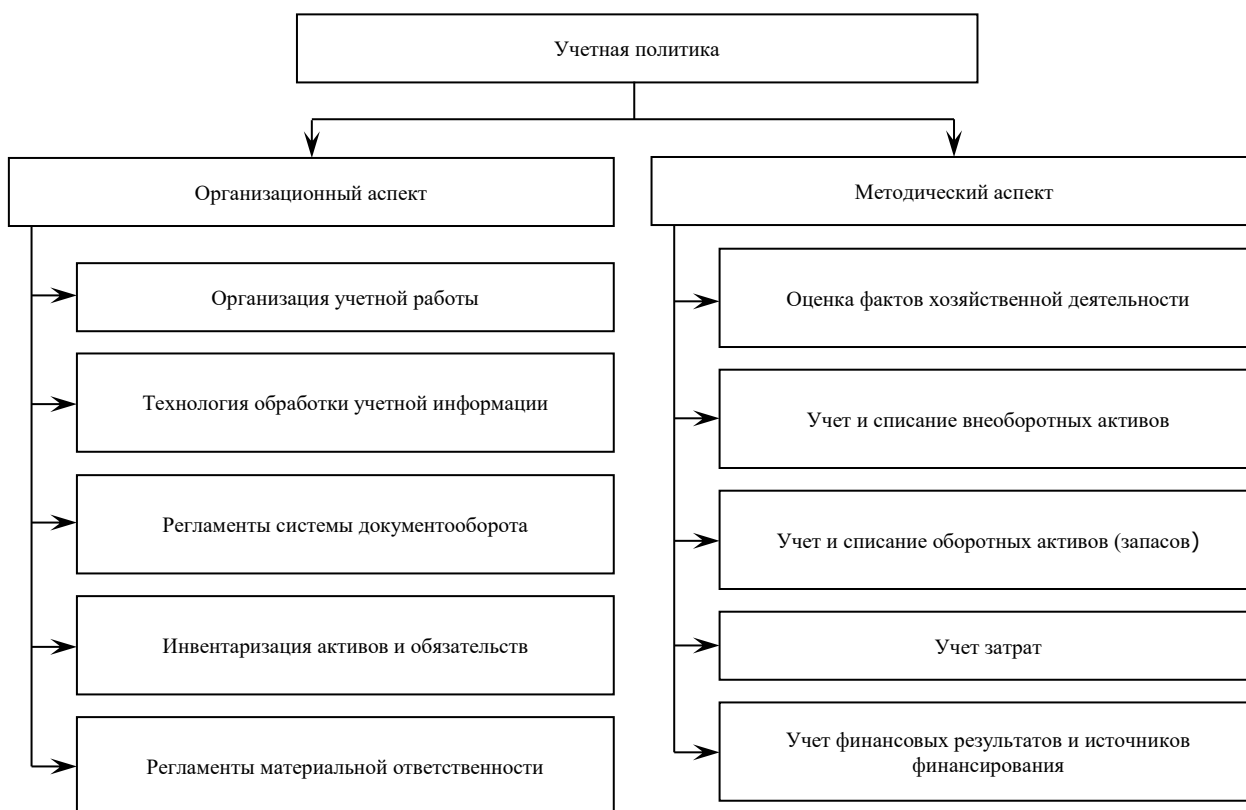 Учетная политика
Организационный аспект
Организация учетной работы
Технология обработки учетной информации
Регламенты системы документооборота
Инвентаризация активов и обязательств
Регламенты материальной ответственности
Методический аспект
Оценка фактов хозяйственной деятельности
Учет и списание внеоборотных активов
Учет и списание оборотных активов (запасов)
Учет затрат
Учет финансовых результатов и источников
финансирования